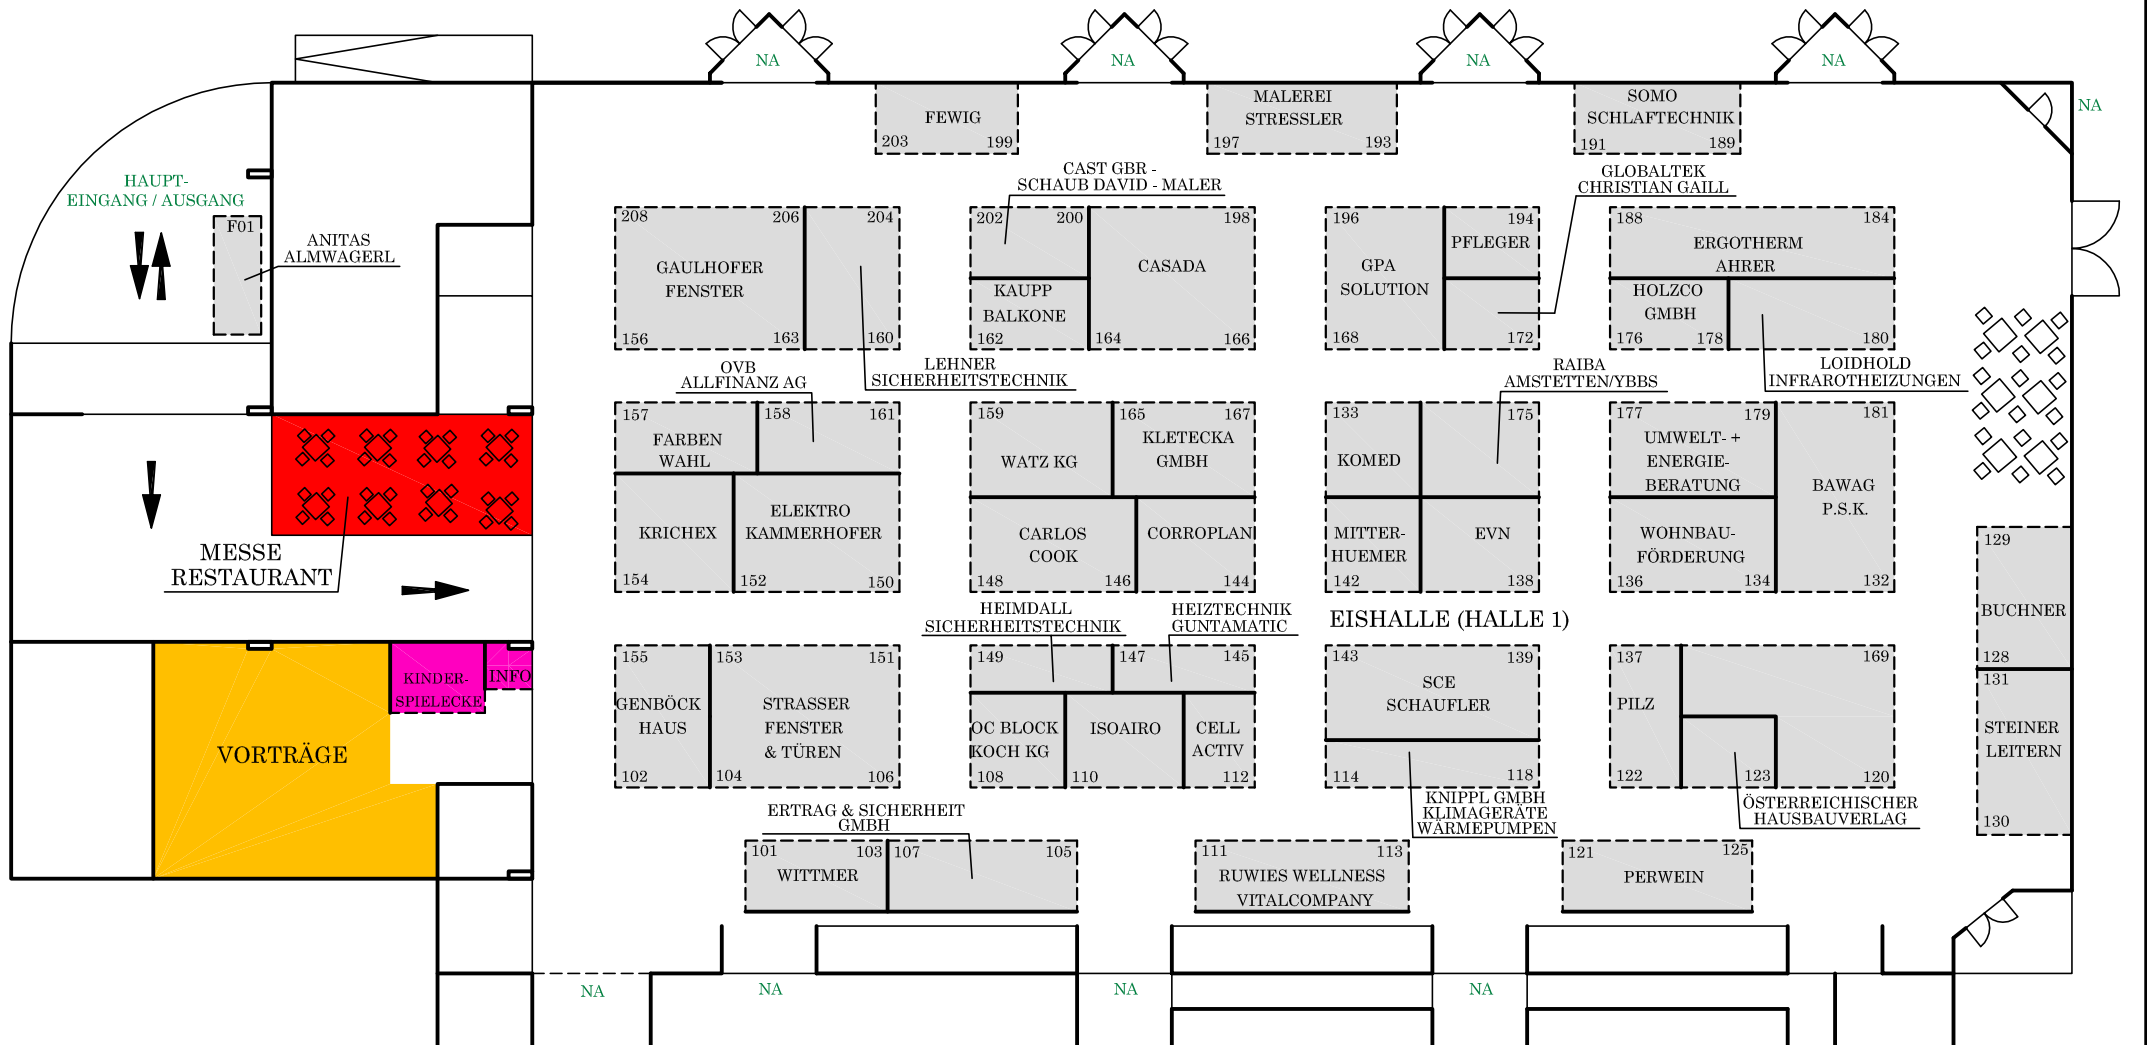 NA
NA
NA
NA
NA
FEWIG
203 199
MALEREI
STRESSLER
197 193
SOMO
SCHLAFTECHNIK
191 189
HAUPT-
EINGANG / AUSGANG
F01
ANITAS
ALMWAGERL
CAST GBR -
SCHAUB DAVID - MALER
GLOBALTEK
CHRISTIAN GAILL
208 206 204
GAULHOFER
FENSTER
156 163 160
202 200 198
CASADA
KAUPP
BALKONE
162 164 166
196 194
PFLEGER
GPA
SOLUTION
168 172
188 184
ERGOTHERM
AHRER
HOLZCO
GMBH
176 178 180
OVB
ALLFINANZ AG
LEHNER
SICHERHEITSTECHNIK
RAIBA
AMSTETTEN/YBBS
LOIDHOLD
INFRAROTHEIZUNGEN
157 158 161
FARBEN
WAHL
KRICHEX
ELEKTRO
KAMMERHOFER
154 152 150
159 165 167
WATZ KG
KLETECKA
GMBH
CARLOS
COOK
CORROPLAN
148 146 144
133 175
KOMED
MITTER-
HUEMER
EVN
142 138
177 179 181
UMWELT- +
ENERGIE-
BERATUNG
BAWAG
P.S.K.
WOHNBAU-
FÖRDERUNG
136 134 132
MESSE
RESTAURANT
129
BUCHNER
128
131
STEINER
LEITERN
130
HEIMDALL
SICHERHEITSTECHNIK
HEIZTECHNIK
GUNTAMATIC
EISHALLE (HALLE 1)
KINDER-
SPIELECKE
INFO
VORTRÄGE
155 153 151
GENBÖCK
HAUS
STRASSER
FENSTER
& TÜREN
102 104 106
149 147 145
OC BLOCK
KOCH KG
ISOAIRO
CELL
ACTIV
108 110 112
143 139
SCE
SCHAUFLER
114 118
137 169
PILZ
122 123 120
ERTRAG & SICHERHEIT
GMBH
KNIPPL GMBH
KLIMAGERÄTE
WÄRMEPUMPEN
ÖSTERREICHISCHER
HAUSBAUVERLAG
101 103 107 105
WITTMER
111 113
RUWIES WELLNESS
VITALCOMPANY
121 125
PERWEIN
NA
NA
NA
NA